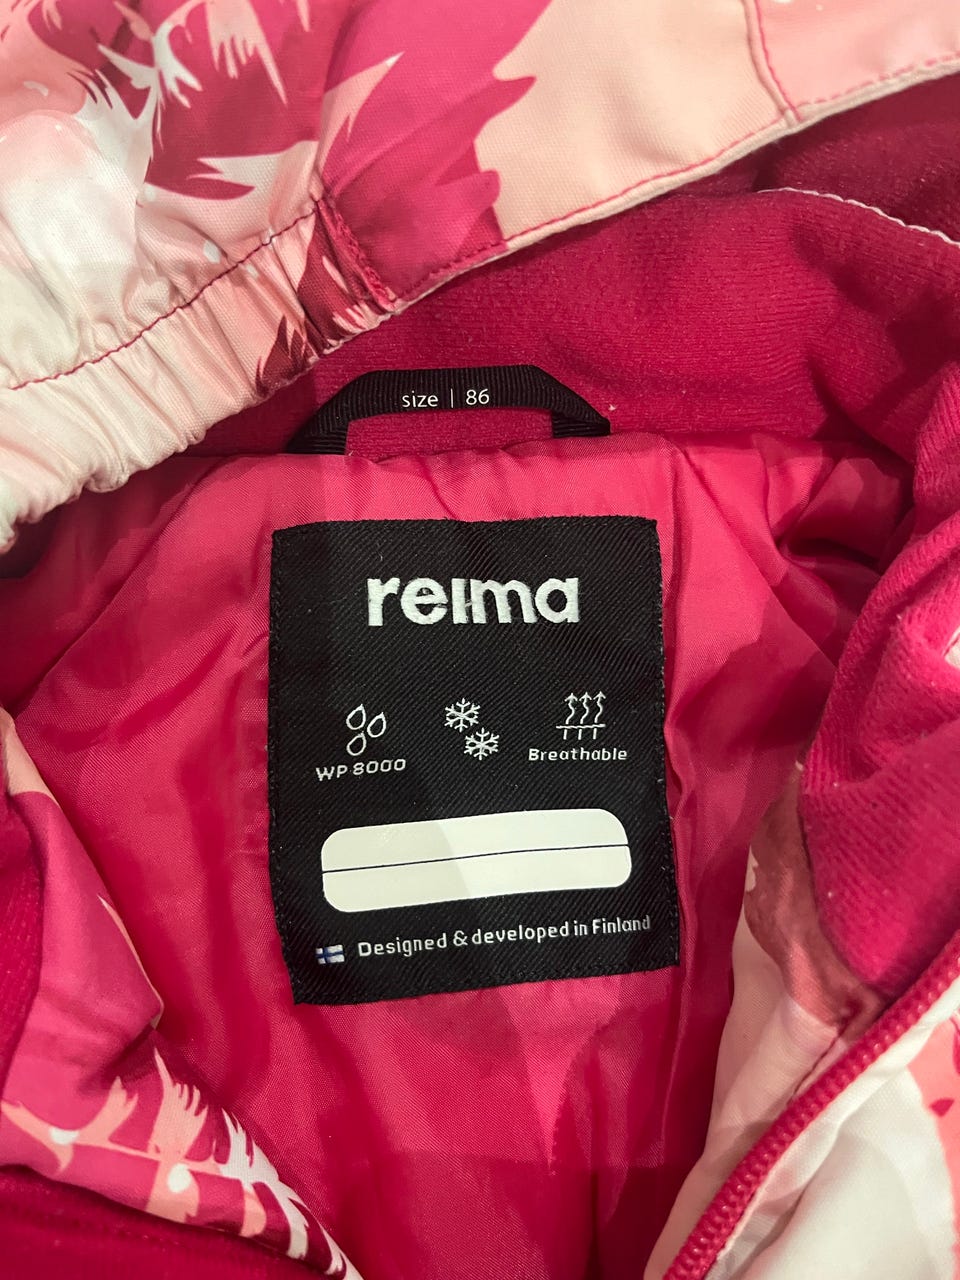 size | 86
reima
WP 8000
Breathable
Designed & developed in Finland